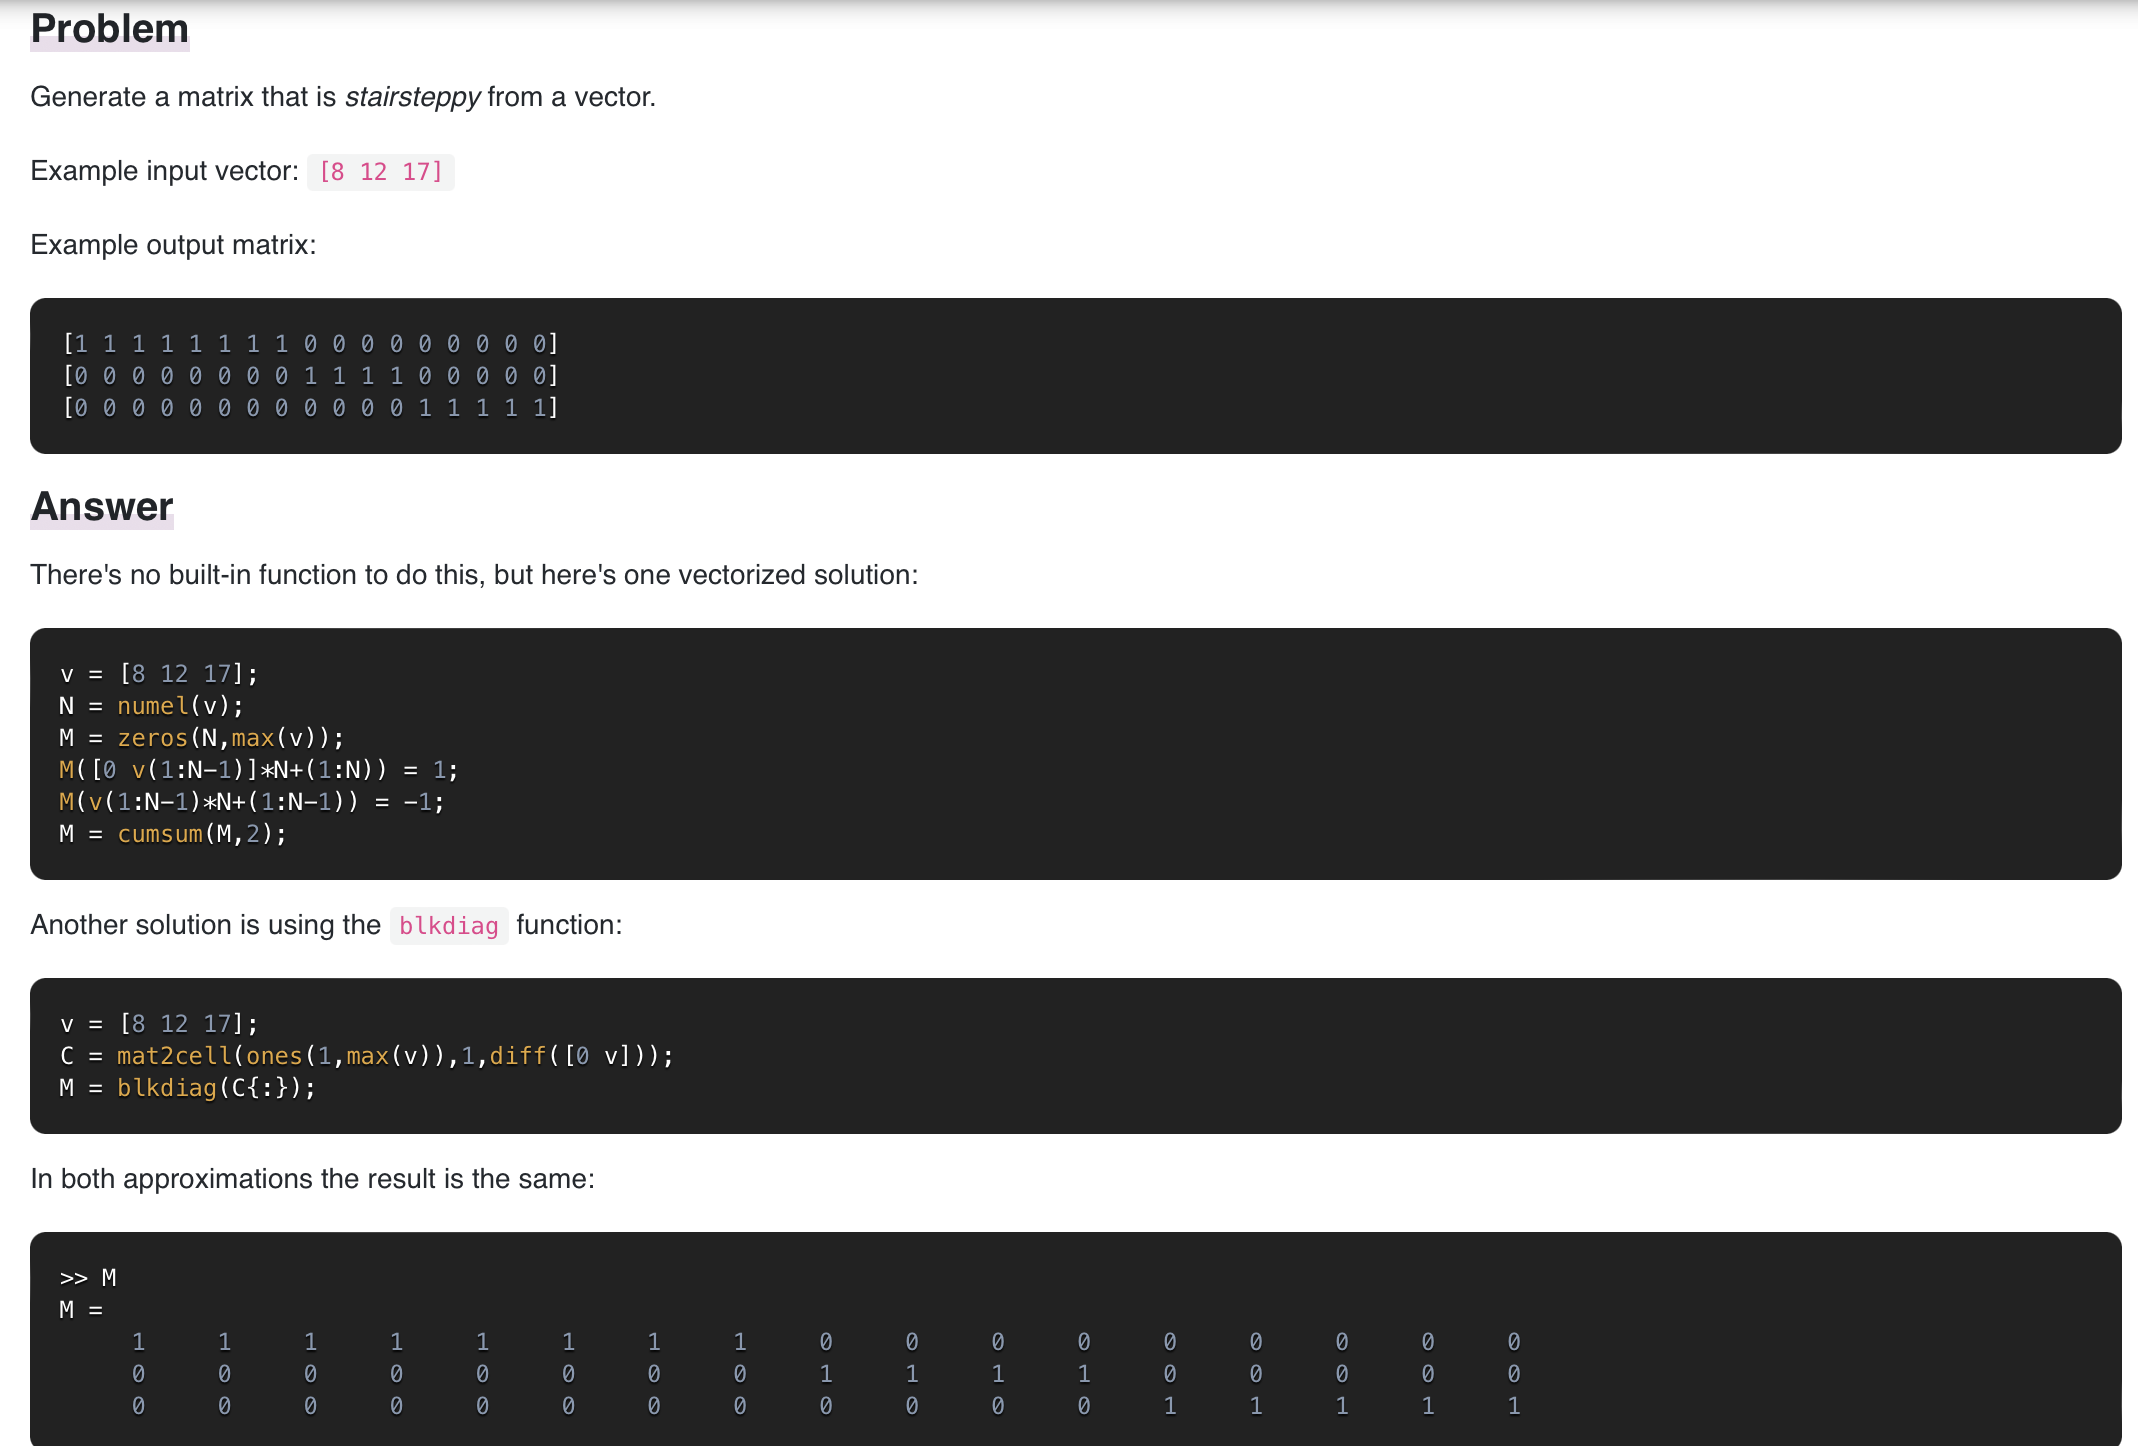 Problem
Generate a matrix that is stairsteppy from a vector.
Example input vector: [8 12 17]
Example output matrix:
[1 1 1 1 1 1 1 1 0 0 0 0 0 0 0 0 0]
[0 0 0 0 0 0 0 0 1 1 1 1 0 0 0 0 0]
[0 0 0 0 0 0 0 0 0 0 0 0 1 1 1 1 1]
Answer
There's no built-in function to do this, but here's one vectorized solution:
v = [8 12 17];
N = numel(v);
M = zeros(N,max(v));
M([0 v(1:N-1)]*N+(1:N)) = 1;
M(v(1:N-1)*N+(1:N-1)) = -1;
M = cumsum(M,2);
Another solution is using the blkdiag function:
v = [8 12 17];
C = mat2cell(ones(1,max(v)),1,diff([0 v]));
M = blkdiag(C{:});
In both approximations the result is the same:
>> M
M =
1 1 1 1 1 1 1 1 0 0 0 0 0 0 0 0 0
0 0 0 0 0 0 0 0 1 1 1 1 0 0 0 0 0
0 0 0 0 0 0 0 0 0 0 0 0 1 1 1 1 1